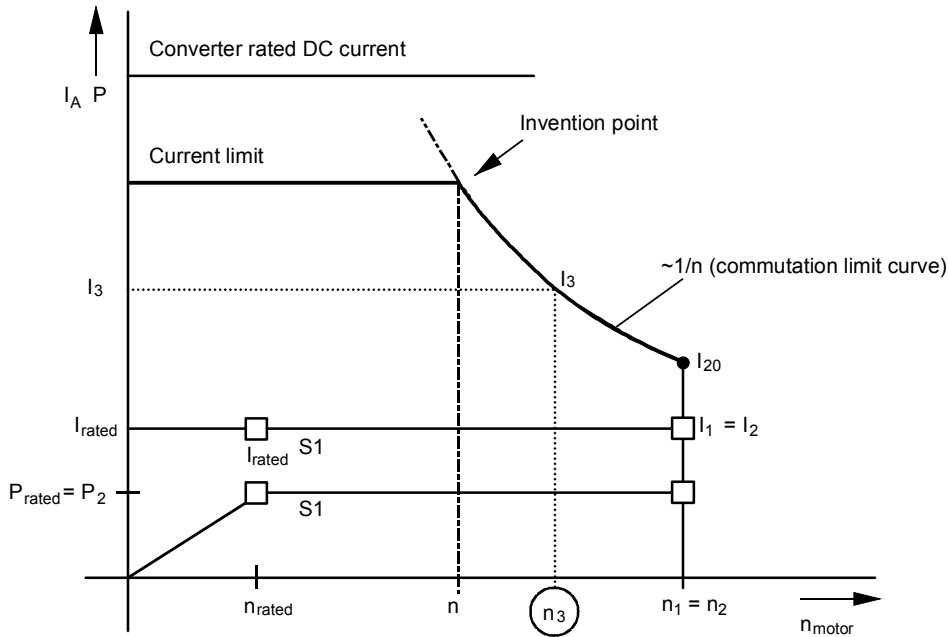 Converter rated DC current
I_A P
Invention point
Current limit
~1/n (commutation limit curve)
I_3
I_3
I_20
I_rated
I_1 = I_2
I_rated S1
P_rated = P_2
S1
n_rated
n
n_3
n_1 = n_2
n_motor